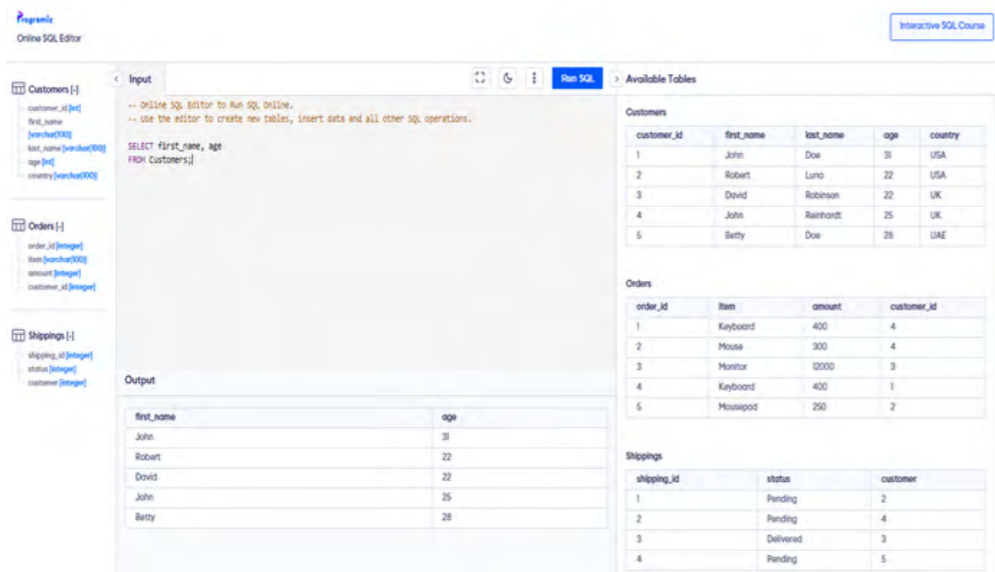 Programiz
Online SQL Editor
Interactive SQL Course
Customers [-]
customer_id [int]
first_name
[varchar(100)]
last_name [varchar(100)]
age [int]
country [varchar(100)]
Orders [-]
order_id [integer]
item [varchar(100)]
amount [integer]
customer_id [integer]
Shippings [-]
shipping_id [integer]
status [integer]
customer [integer]
Input
Run SQL
-- Online SQL Editor to Run SQL Online.
-- Use the editor to create new tables, insert data and all other SQL operations.
SELECT first_name, age
FROM Customers;
Output
first_name age
John 31
Robert 22
David 22
John 25
Betty 28
Available Tables
Customers
customer_id first_name last_name age country
1 John Doe 31 USA
2 Robert Luna 22 USA
3 David Robinson 22 UK
4 John Reinhardt 25 UK
5 Betty Doe 28 UAE
Orders
order_id item amount customer_id
1 Keyboard 400 4
2 Mouse 300 4
3 Monitor 12000 3
4 Keyboard 400 1
5 Mousepad 250 2
Shippings
shipping_id status customer
1 Pending 2
2 Pending 4
3 Delivered 3
4 Pending 5